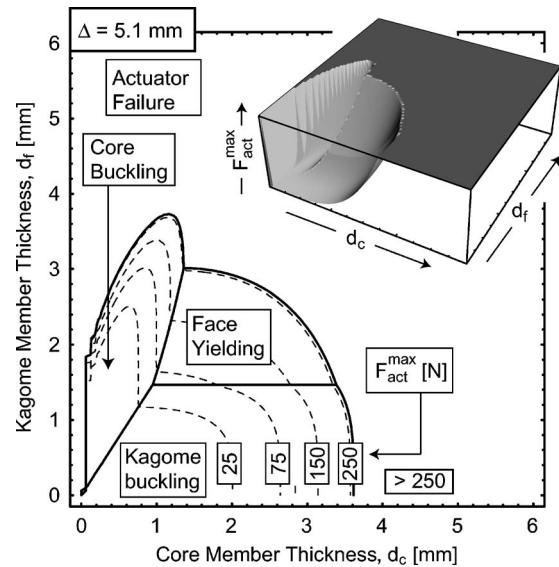 Δ = 5.1 mm
Actuator
Failure
Core
Buckling
Face
Yielding
Kagome
buckling
25
75
150
250
F_act^max [N]
> 250
F_act^max
d_c
d_f
Kagome Member Thickness, d_f [mm]
6
5
4
3
2
1
0
0
1
2
3
4
5
6
Core Member Thickness, d_c [mm]